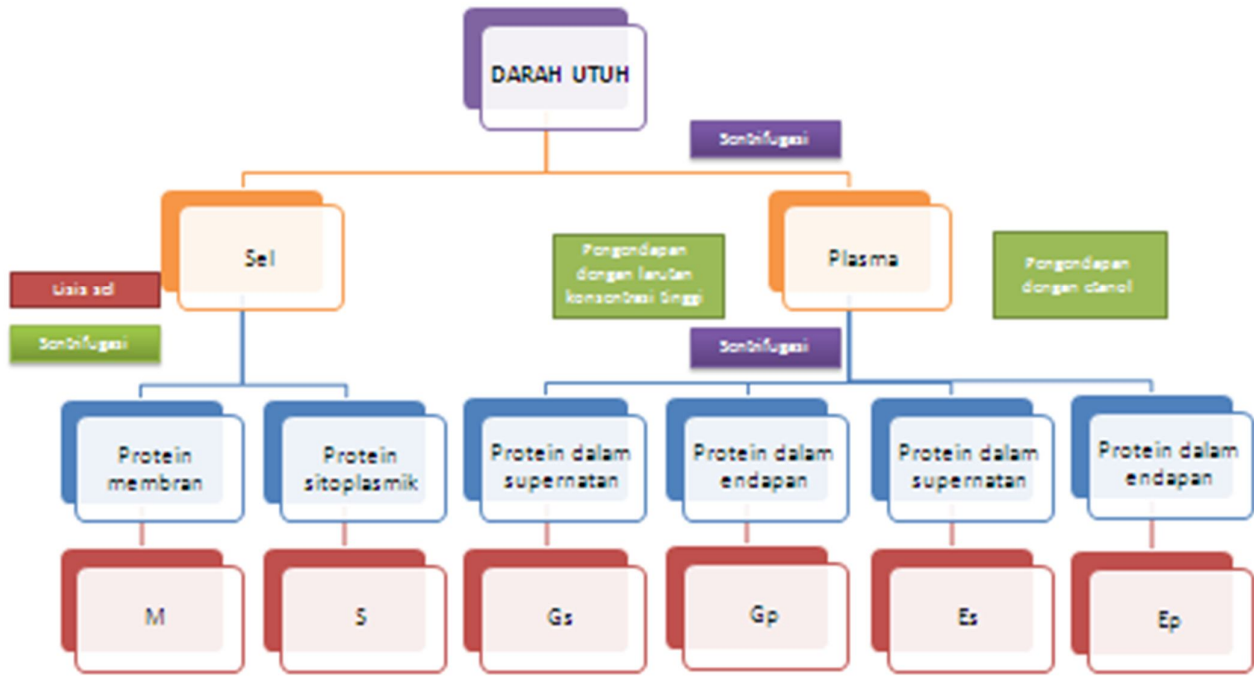 DARAH UTUH
Sentrifugasi
Sel
Plasma
Pengendapan
dengan larutan
konsentrasi tinggi
Pengendapan
dengan etanol
Lisis sel
Sentrifugasi
Sentrifugasi
Protein
membran
Protein
sitoplasmik
Protein dalam
supernatan
Protein dalam
endapan
Protein dalam
supernatan
Protein dalam
endapan
M
S
Gs
Gp
Es
Ep